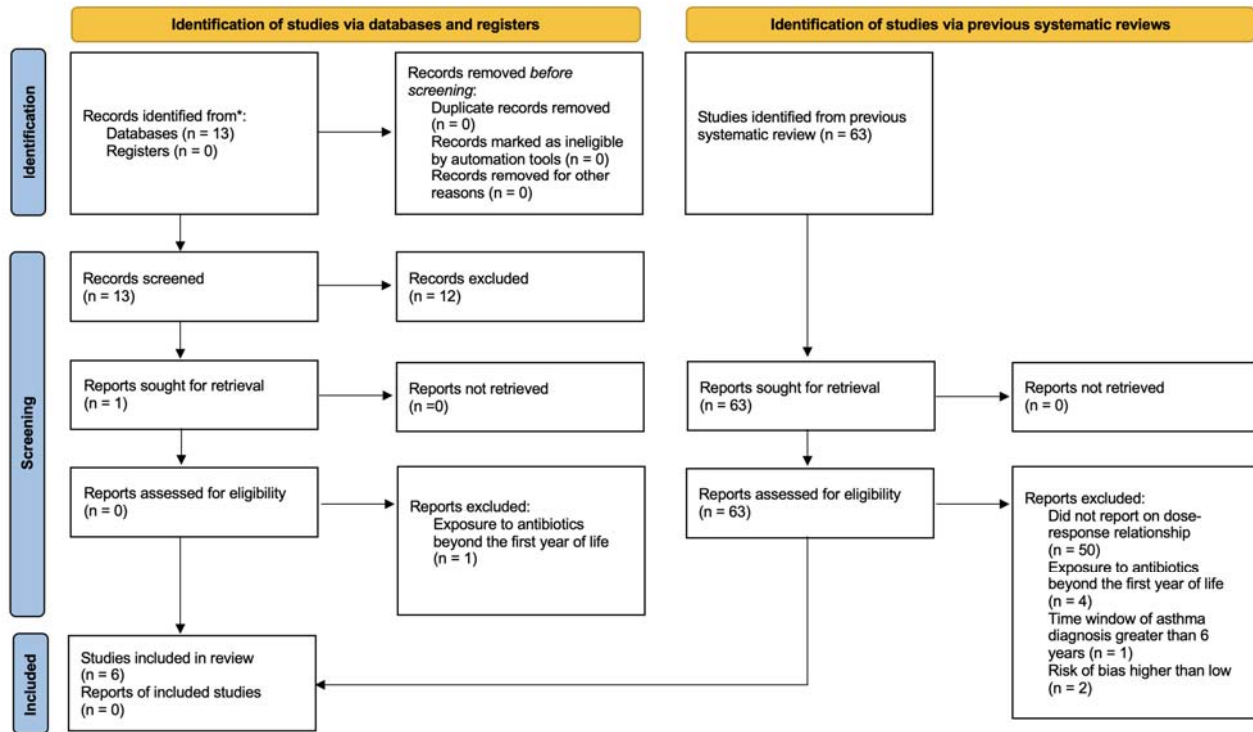 Identification of studies via databases and registers
Identification of studies via previous systematic reviews
Identification
Records identified from*:
Databases (n = 13)
Registers (n = 0)
Records removed before
screening:
Duplicate records removed
(n = 0)
Records marked as ineligible
by automation tools (n = 0)
Records removed for other
reasons (n = 0)
Studies identified from previous
systematic review (n = 63)
Screening
Records screened
(n = 13)
Records excluded
(n = 12)
Reports sought for retrieval
(n = 1)
Reports not retrieved
(n =0)
Reports sought for retrieval
(n = 63)
Reports not retrieved
(n = 0)
Reports assessed for eligibility
(n = 0)
Reports excluded:
Exposure to antibiotics
beyond the first year of life
(n = 1)
Reports assessed for eligibility
(n = 63)
Reports excluded:
Did not report on dose-
response relationship
(n = 50)
Exposure to antibiotics
beyond the first year of life
(n = 4)
Time window of asthma
diagnosis greater than 6
years (n = 1)
Risk of bias higher than low
(n = 2)
Included
Studies included in review
(n = 6)
Reports of included studies
(n = 0)